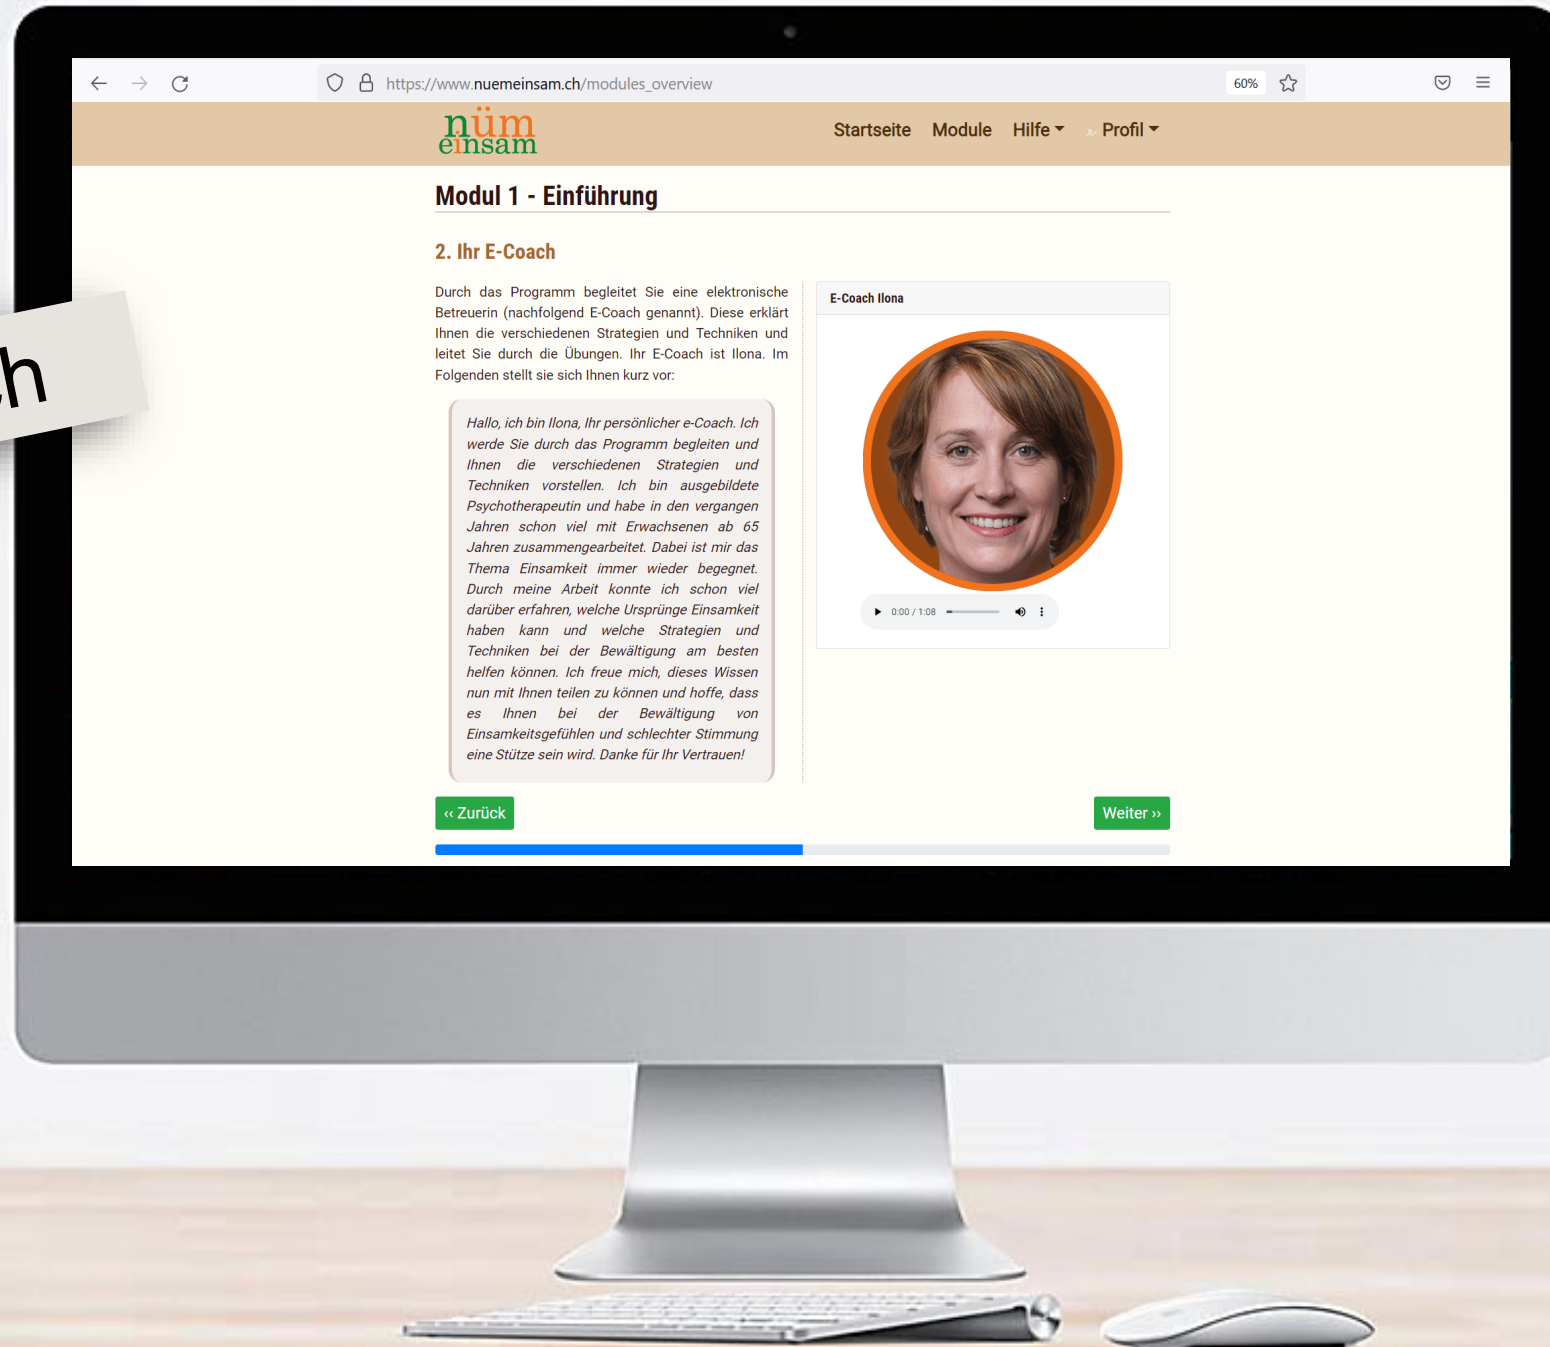 https://www.nuemeinsam.ch/modules_overview
60%
nüm
einsam
Startseite Module Hilfe Profil
Modul 1 - Einführung
2. Ihr E-Coach
Durch das Programm begleitet Sie eine elektronische
Betreuerin (nachfolgend E-Coach genannt). Diese erklärt
Ihnen die verschiedenen Strategien und Techniken und
leitet Sie durch die Übungen. Ihr E-Coach ist Ilona. Im
Folgenden stellt sie sich Ihnen kurz vor:
Hallo, ich bin Ilona, Ihr persönlicher e-Coach. Ich
werde Sie durch das Programm begleiten und
Ihnen die verschiedenen Strategien und
Techniken vorstellen. Ich bin ausgebildete
Psychotherapeutin und habe in den vergangen
Jahren schon viel mit Erwachsenen ab 65
Jahren zusammengearbeitet. Dabei ist mir das
Thema Einsamkeit immer wieder begegnet.
Durch meine Arbeit konnte ich schon viel
darüber erfahren, welche Ursprünge Einsamkeit
haben kann und welche Strategien und
Techniken bei der Bewältigung am besten
helfen können. Ich freue mich, dieses Wissen
nun mit Ihnen teilen zu können und hoffe, dass
es Ihnen bei der Bewältigung von
Einsamkeitsgefühlen und schlechter Stimmung
eine Stütze sein wird. Danke für Ihr Vertrauen!
E-Coach Ilona
0:00 / 1:08
‹‹ Zurück
Weiter ››